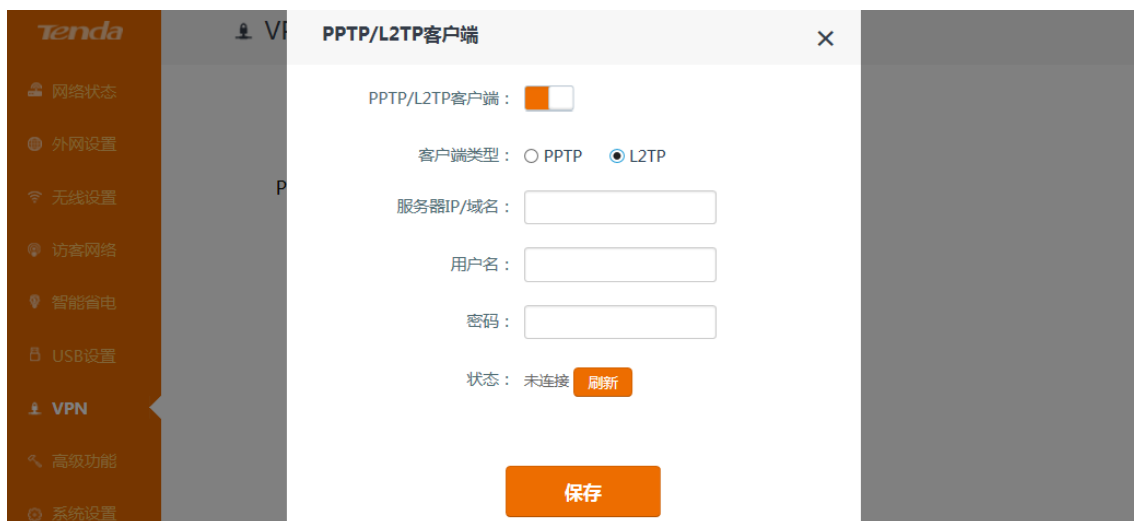 Tenda
网络状态
外网设置
无线设置
访客网络
智能省电
USB设置
VPN
高级功能
系统设置
VP
P
PPTP/L2TP客户端 ×
PPTP/L2TP客户端：
客户端类型： PPTP L2TP
服务器IP/域名：
用户名：
密码：
状态： 未连接 刷新
保存